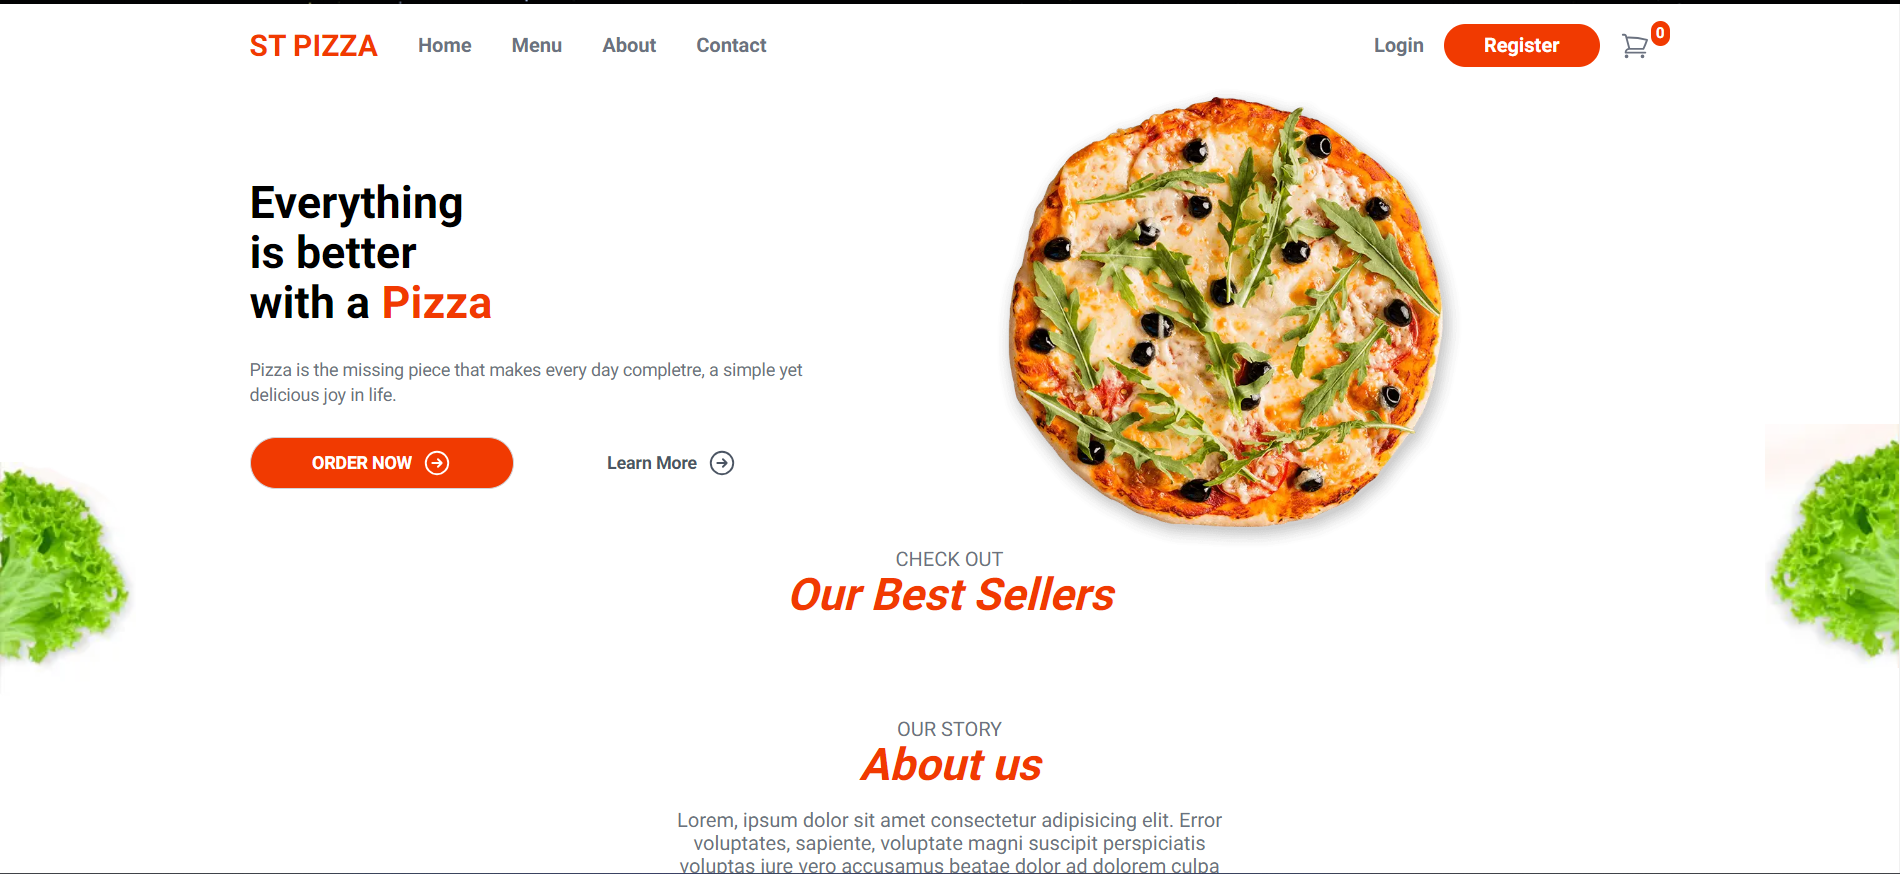 ST PIZZA Home Menu About Contact Login Register 0
Everything
is better
with a Pizza
Pizza is the missing piece that makes every day completre, a simple yet
delicious joy in life.
ORDER NOW Learn More
CHECK OUT
Our Best Sellers
OUR STORY
About us
Lorem, ipsum dolor sit amet consectetur adipisicing elit. Error
voluptates, sapiente, voluptate magni suscipit perspiciatis
voluptas iure vero accusamus beatae dolor ad dolorem culpa